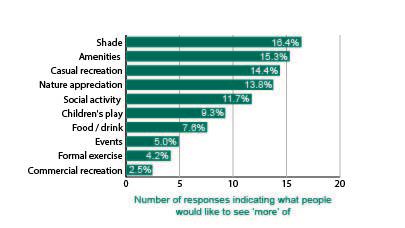 Shade 16.4%
Amenities 15.3%
Casual recreation 14.4%
Nature appreciation 13.8%
Social activity 11.7%
Children's play 9.3%
Food / drink 7.6%
Events 5.0%
Formal exercise 4.2%
Commercial recreation 2.5%
0 5 10 15 20
Number of responses indicating what people
would like to see 'more' of